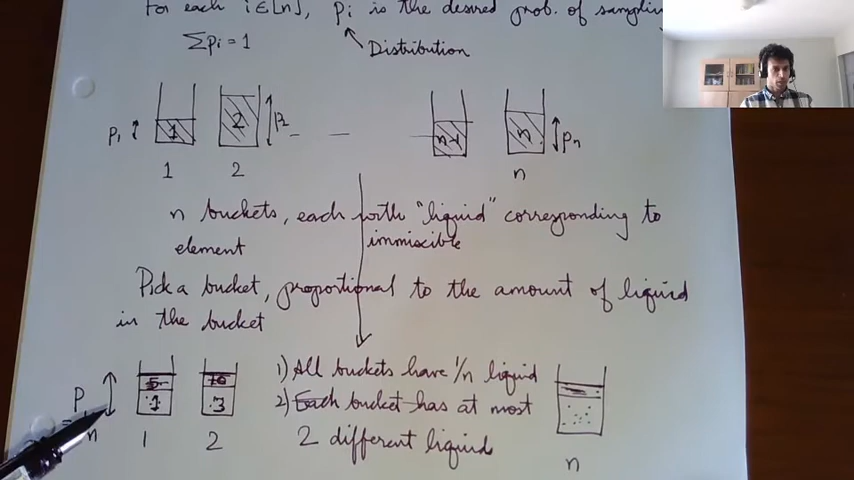 For each i∈[n], pi is the desired prob. of sampling
Σpi = 1
Distribution
p1 1 2 p2 n-1 n pn
1 2 n
n buckets, each with "liquid" corresponding to
element immiscible
Pick a bucket, proportional to the amount of liquid
in the bucket
1) All buckets have 1/n liquid
2) Each bucket has at most
2 different liquid
5 10
1 3
n
1 2 n